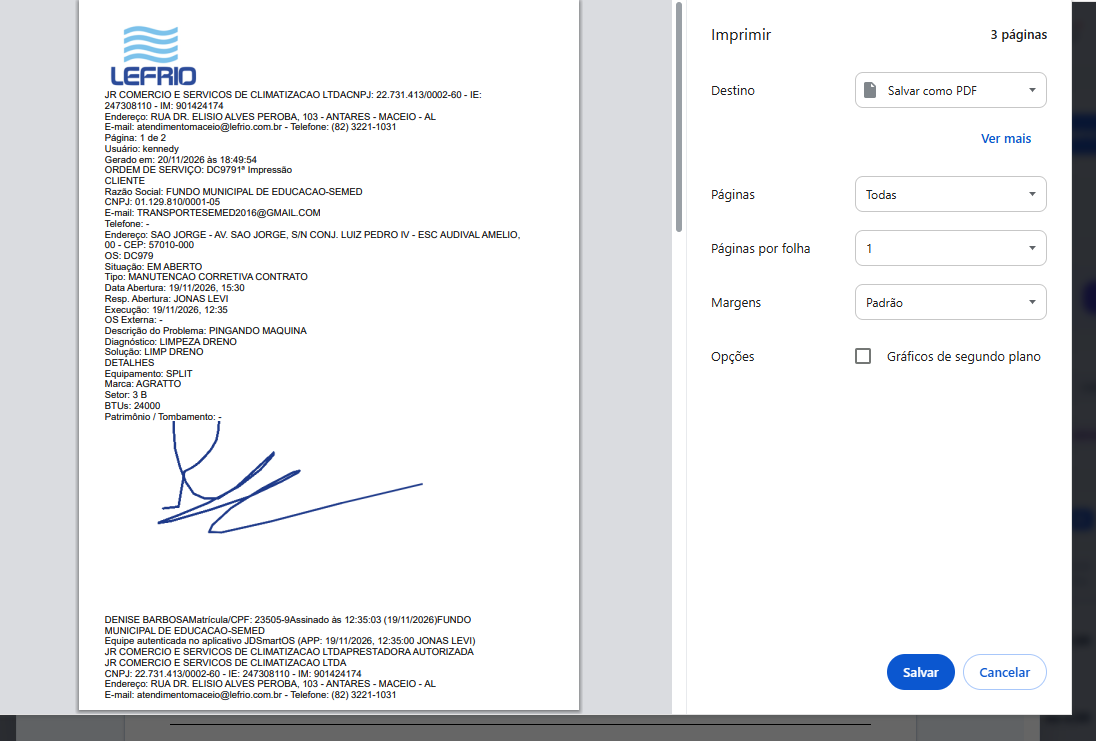 LEFRIO
JR COMERCIO E SERVICOS DE CLIMATIZACAO LTDACNPJ: 22.731.413/0002-60 - IE:
247308110 - IM: 901424174
Endereço: RUA DR. ELISIO ALVES PEROBA, 103 - ANTARES - MACEIO - AL
E-mail: atendimentomaceio@lefrio.com.br - Telefone: (82) 3221-1031
Página: 1 de 2
Usuário: kennedy
Gerado em: 20/11/2026 às 18:49:54
ORDEM DE SERVIÇO: DC9791ª Impressão
CLIENTE
Razão Social: FUNDO MUNICIPAL DE EDUCACAO-SEMED
CNPJ: 01.129.810/0001-05
E-mail: TRANSPORTESEMED2016@GMAIL.COM
Telefone: -
Endereço: SAO JORGE - AV. SAO JORGE, S/N CONJ. LUIZ PEDRO IV - ESC AUDIVAL AMELIO,
00 - CEP: 57010-000
OS: DC979
Situação: EM ABERTO
Tipo: MANUTENCAO CORRETIVA CONTRATO
Data Abertura: 19/11/2026, 15:30
Resp. Abertura: JONAS LEVI
Execução: 19/11/2026, 12:35
OS Externa: -
Descrição do Problema: PINGANDO MAQUINA
Diagnóstico: LIMPEZA DRENO
Solução: LIMP DRENO
DETALHES
Equipamento: SPLIT
Marca: AGRATTO
Setor: 3 B
BTUs: 24000
Patrimônio / Tombamento: -
DENISE BARBOSAMatrícula/CPF: 23505-9Assinado às 12:35:03 (19/11/2026)FUNDO
MUNICIPAL DE EDUCACAO-SEMED
Equipe autenticada no aplicativo JDSmartOS (APP: 19/11/2026, 12:35:00 JONAS LEVI)
JR COMERCIO E SERVICOS DE CLIMATIZACAO LTDAPRESTADORA AUTORIZADA
JR COMERCIO E SERVICOS DE CLIMATIZACAO LTDA
CNPJ: 22.731.413/0002-60 - IE: 247308110 - IM: 901424174
Endereço: RUA DR. ELISIO ALVES PEROBA, 103 - ANTARES - MACEIO - AL
E-mail: atendimentomaceio@lefrio.com.br - Telefone: (82) 3221-1031
Imprimir 3 páginas
Destino Salvar como PDF
Ver mais
Páginas Todas
Páginas por folha 1
Margens Padrão
Opções Gráficos de segundo plano
Salvar Cancelar